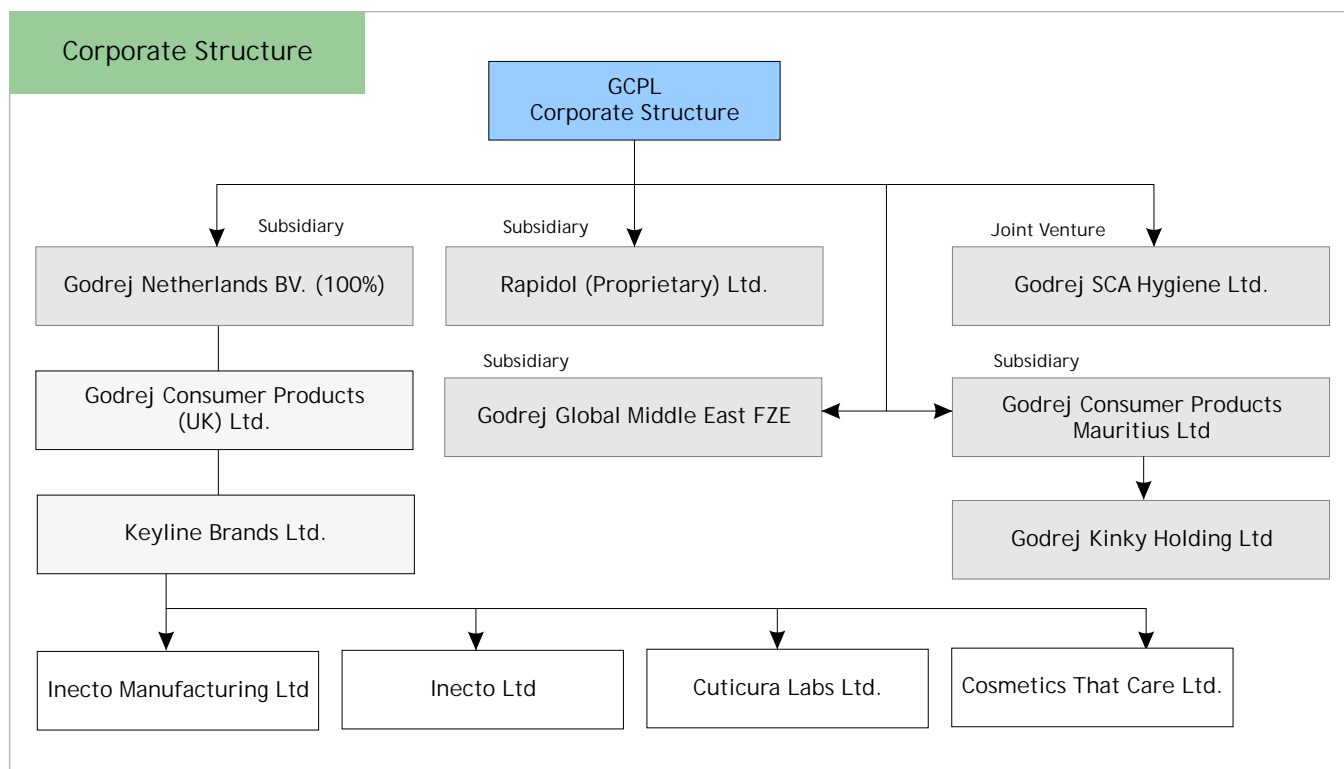 Corporate Structure
GCPL
Corporate Structure
Subsidiary
Subsidiary
Joint Venture
Godrej Netherlands BV. (100%)
Rapidol (Proprietary) Ltd.
Godrej SCA Hygiene Ltd.
Subsidiary
Subsidiary
Godrej Consumer Products
(UK) Ltd.
Godrej Global Middle East FZE
Godrej Consumer Products
Mauritius Ltd
Keyline Brands Ltd.
Godrej Kinky Holding Ltd
Inecto Manufacturing Ltd
Inecto Ltd
Cuticura Labs Ltd.
Cosmetics That Care Ltd.